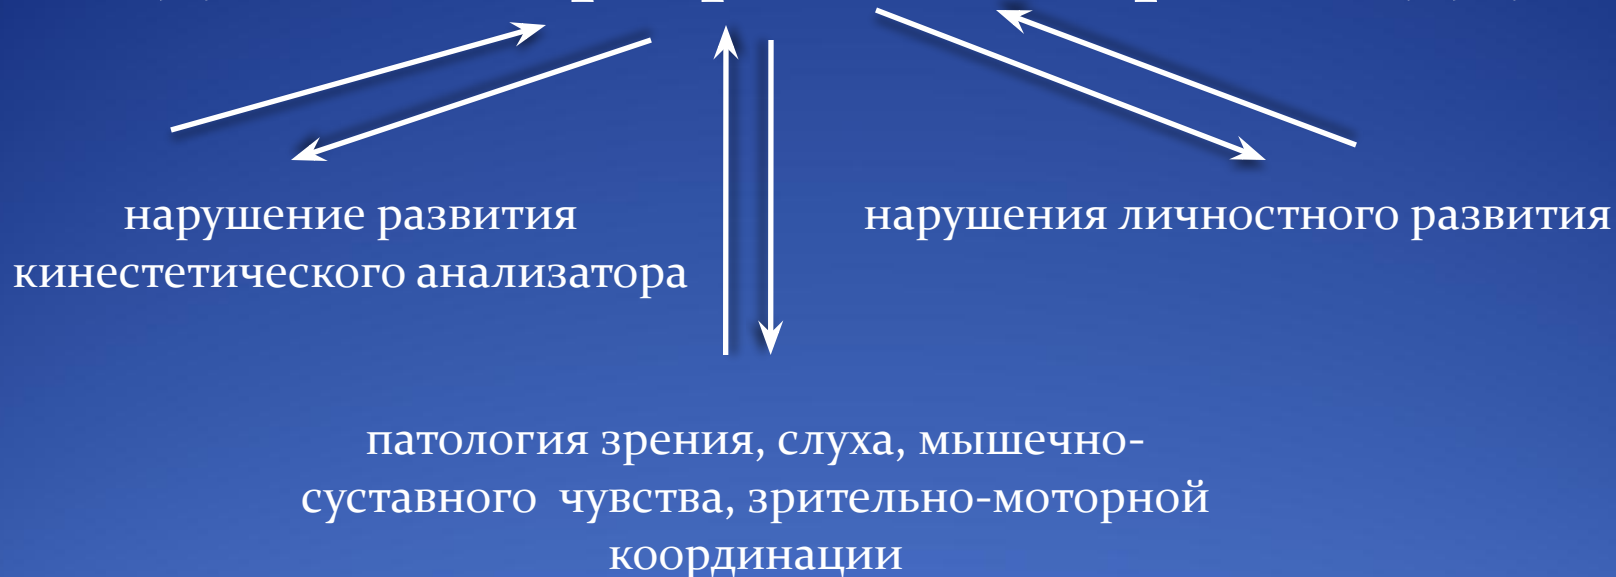 нарушение развития
кинестетического анализатора
нарушения личностного развития
патология зрения, слуха, мышечно-
суставного чувства, зрительно-моторной
координации